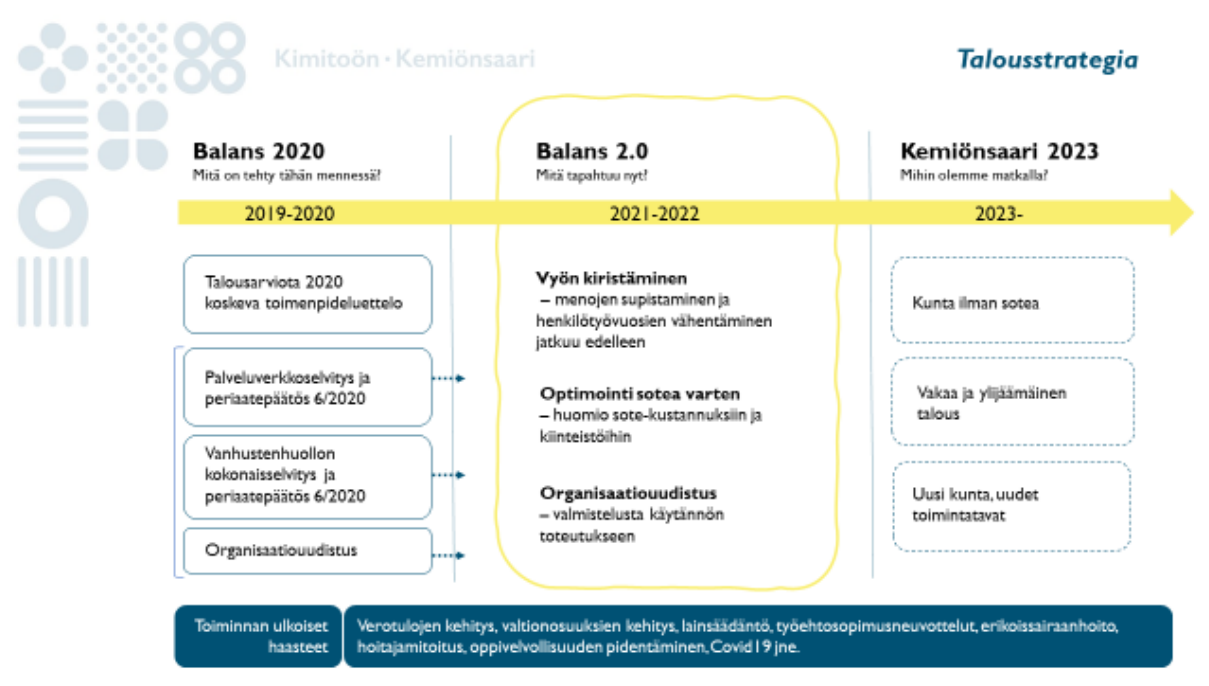 Kimitoön · Kemiönsaari
Talousstrategia
Balans 2020
Mitä on tehty tähän mennessä?
2019-2020
Talousarviota 2020
koskeva toimenpideluettelo
Palveluverkkoselvitys ja
periaatepäätös 6/2020
Vanhustenhuollon
kokonaisselvitys ja
periaatepäätös 6/2020
Organisaatiouudistus
Balans 2.0
Mitä tapahtuu nyt?
2021-2022
Vyön kiristäminen
– menojen supistaminen ja
henkilötyövuosien vähentäminen
jatkuu edelleen
Optimointi sotea varten
– huomio sote-kustannuksiin ja
kiinteistöihin
Organisaatiouudistus
– valmistelusta käytännön
toteutukseen
Kemiönsaari 2023
Mihin olemme matkalla?
2023-
Kunta ilman sotea
Vakaa ja ylijäämäinen
talous
Uusi kunta, uudet
toimintatavat
Toiminnan ulkoiset
haasteet
Verotulojen kehitys, valtionosuuksien kehitys, lainsäädäntö, työehtosopimusneuvottelut, erikoissairaanhoito,
hoitajamitoitus, oppivelvollisuuden pidentäminen, Covid19 jne.